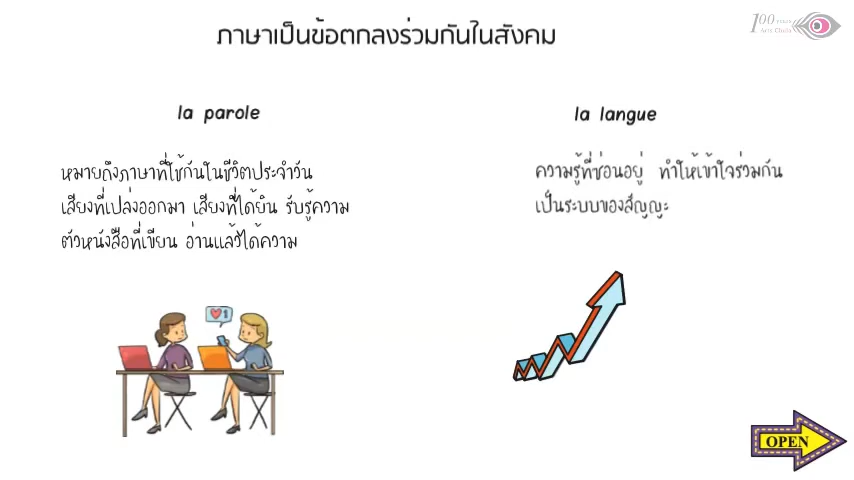 ภาษาเป็นข้อตกลงร่วมกันในสังคม
100 YEARS
Arts Chula
la parole
หมายถึงภาษาที่ใช้กันในชีวิตประจำวัน
เสียงที่เปล่งออกมา เสียงที่ได้ยิน รับรู้ความ
ตัวหนังสือที่เขียน อ่านแล้วได้ความ
la langue
ความรู้ที่ซ่อนอยู่ ทำให้เข้าใจร่วมกัน
เป็นระบบของสัญญะ
1
OPEN